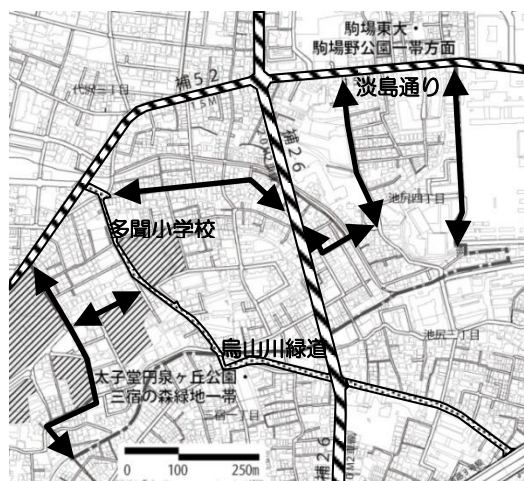 駒場東大・
駒場野公園一帯方面
補52
淡島通り
補26
池尻四丁目
多聞小学校
池尻三丁目
烏山川緑道
太子堂円泉ヶ丘公園・
三宿の森緑地一帯
三宿一丁目
0 100 250m
補26